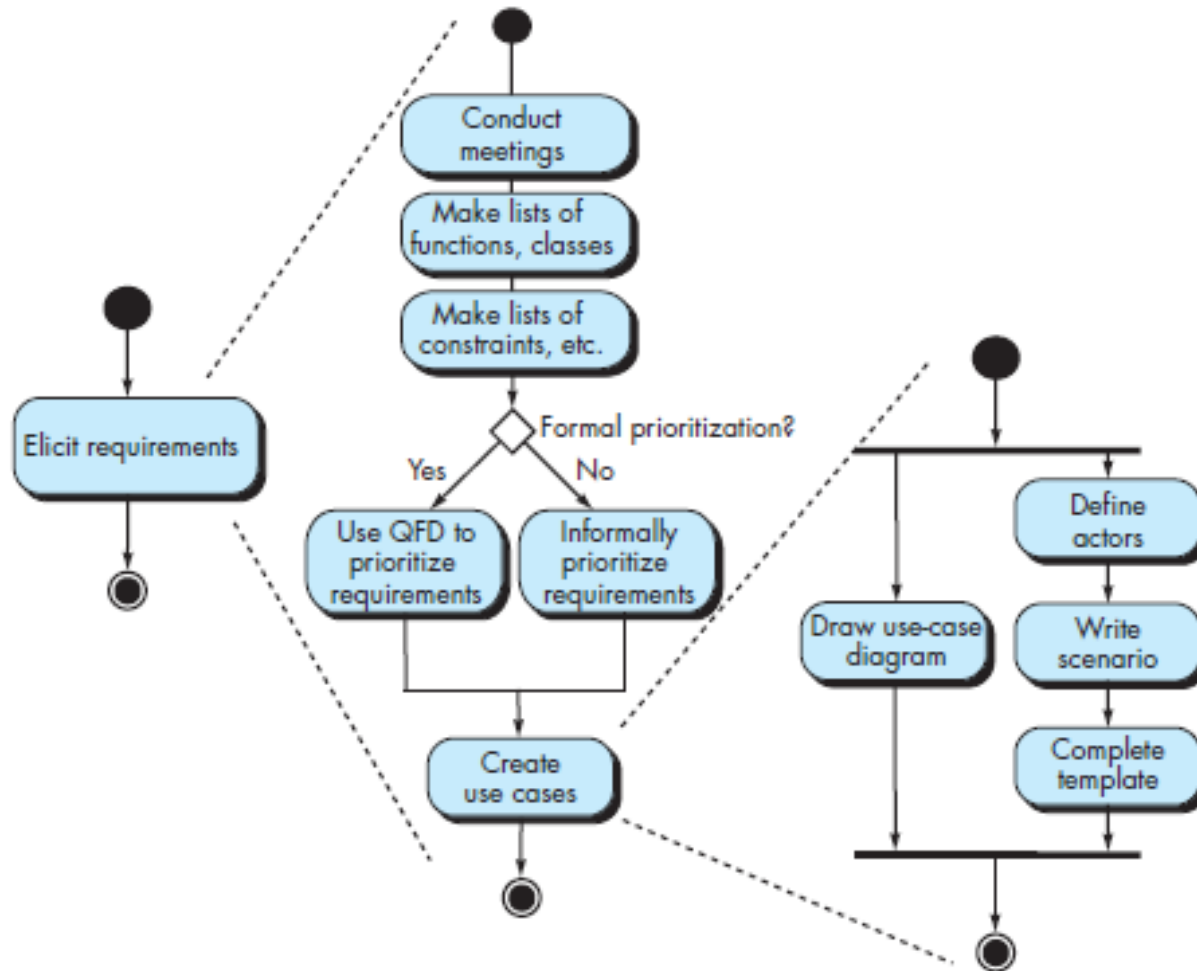 Elicit requirements
Conduct
meetings
Make lists of
functions, classes
Make lists of
constraints, etc.
Formal prioritization?
Yes
No
Use QFD to
prioritize
requirements
Informally
prioritize
requirements
Create
use cases
Draw use-case
diagram
Define
actors
Write
scenario
Complete
template